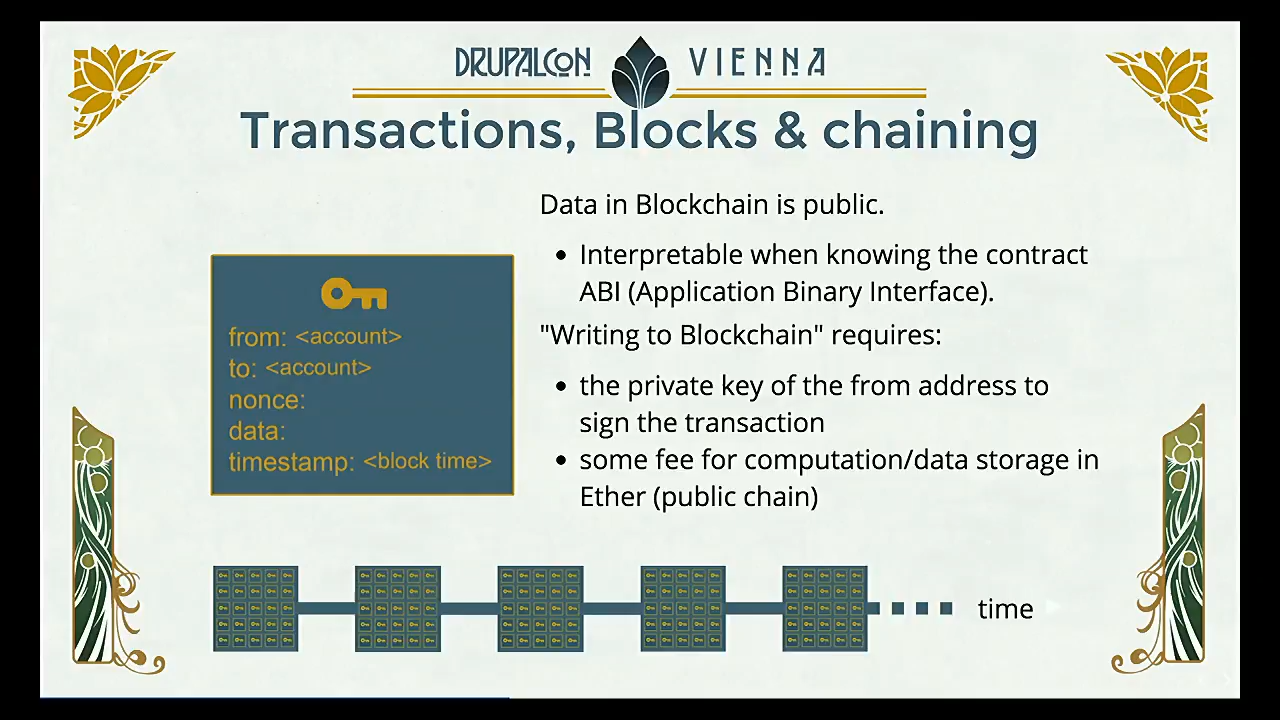 DRUPALCON VIENNA
Transactions, Blocks & chaining
Data in Blockchain is public.
• Interpretable when knowing the contract
ABI (Application Binary Interface).
"Writing to Blockchain" requires:
• the private key of the from address to
sign the transaction
• some fee for computation/data storage in
Ether (public chain)
from: <account>
to: <account>
nonce:
data:
timestamp: <block time>
time